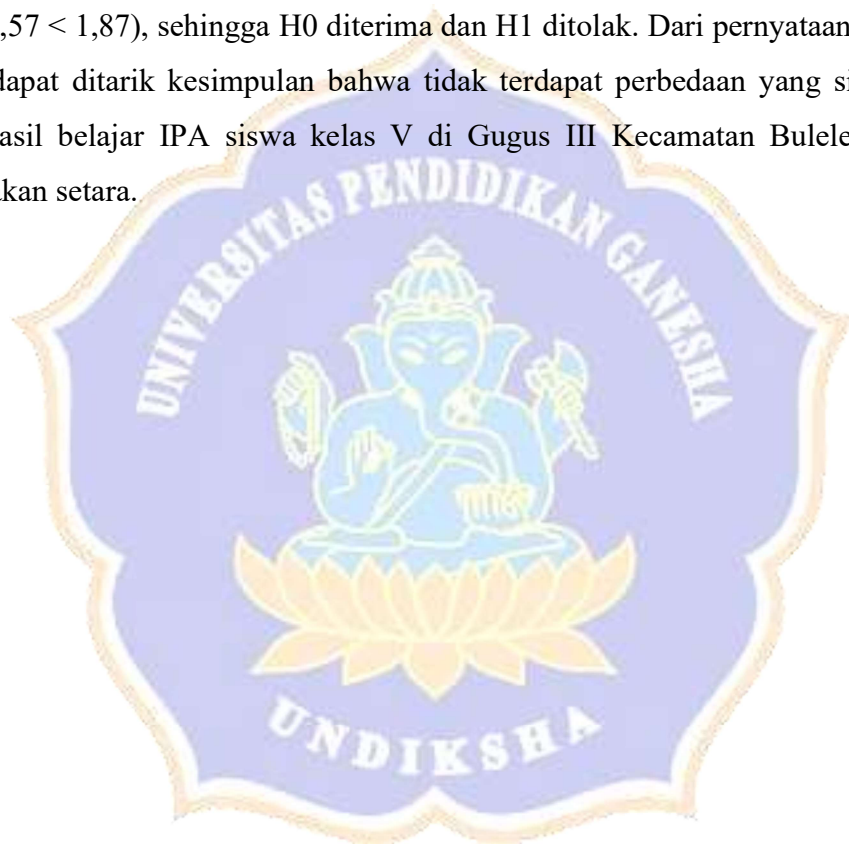 ,57 < 1,87), sehingga H0 diterima dan H1 ditolak. Dari pernyataan
dapat ditarik kesimpulan bahwa tidak terdapat perbedaan yang si
asil belajar IPA siswa kelas V di Gugus III Kecamatan Bulele
akan setara.
UNIVERSITAS PENDIDIKAN GANESHA
UNDIKSHA